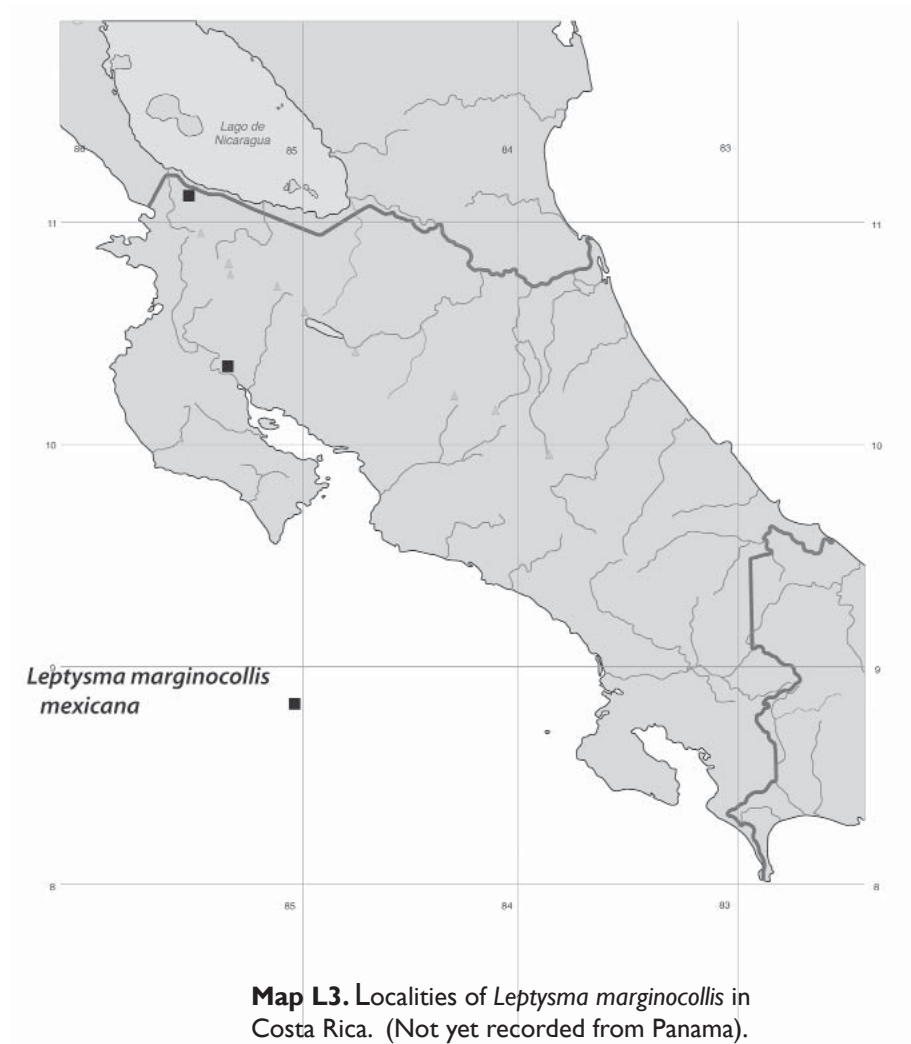 Lago de
Nicaragua
86
85
84
83
11
11
10
10
9
9
Leptysma marginocollis
mexicana
8
8
85
84
83
Map L3. Localities of Leptysma marginocollis in
Costa Rica. (Not yet recorded from Panama).